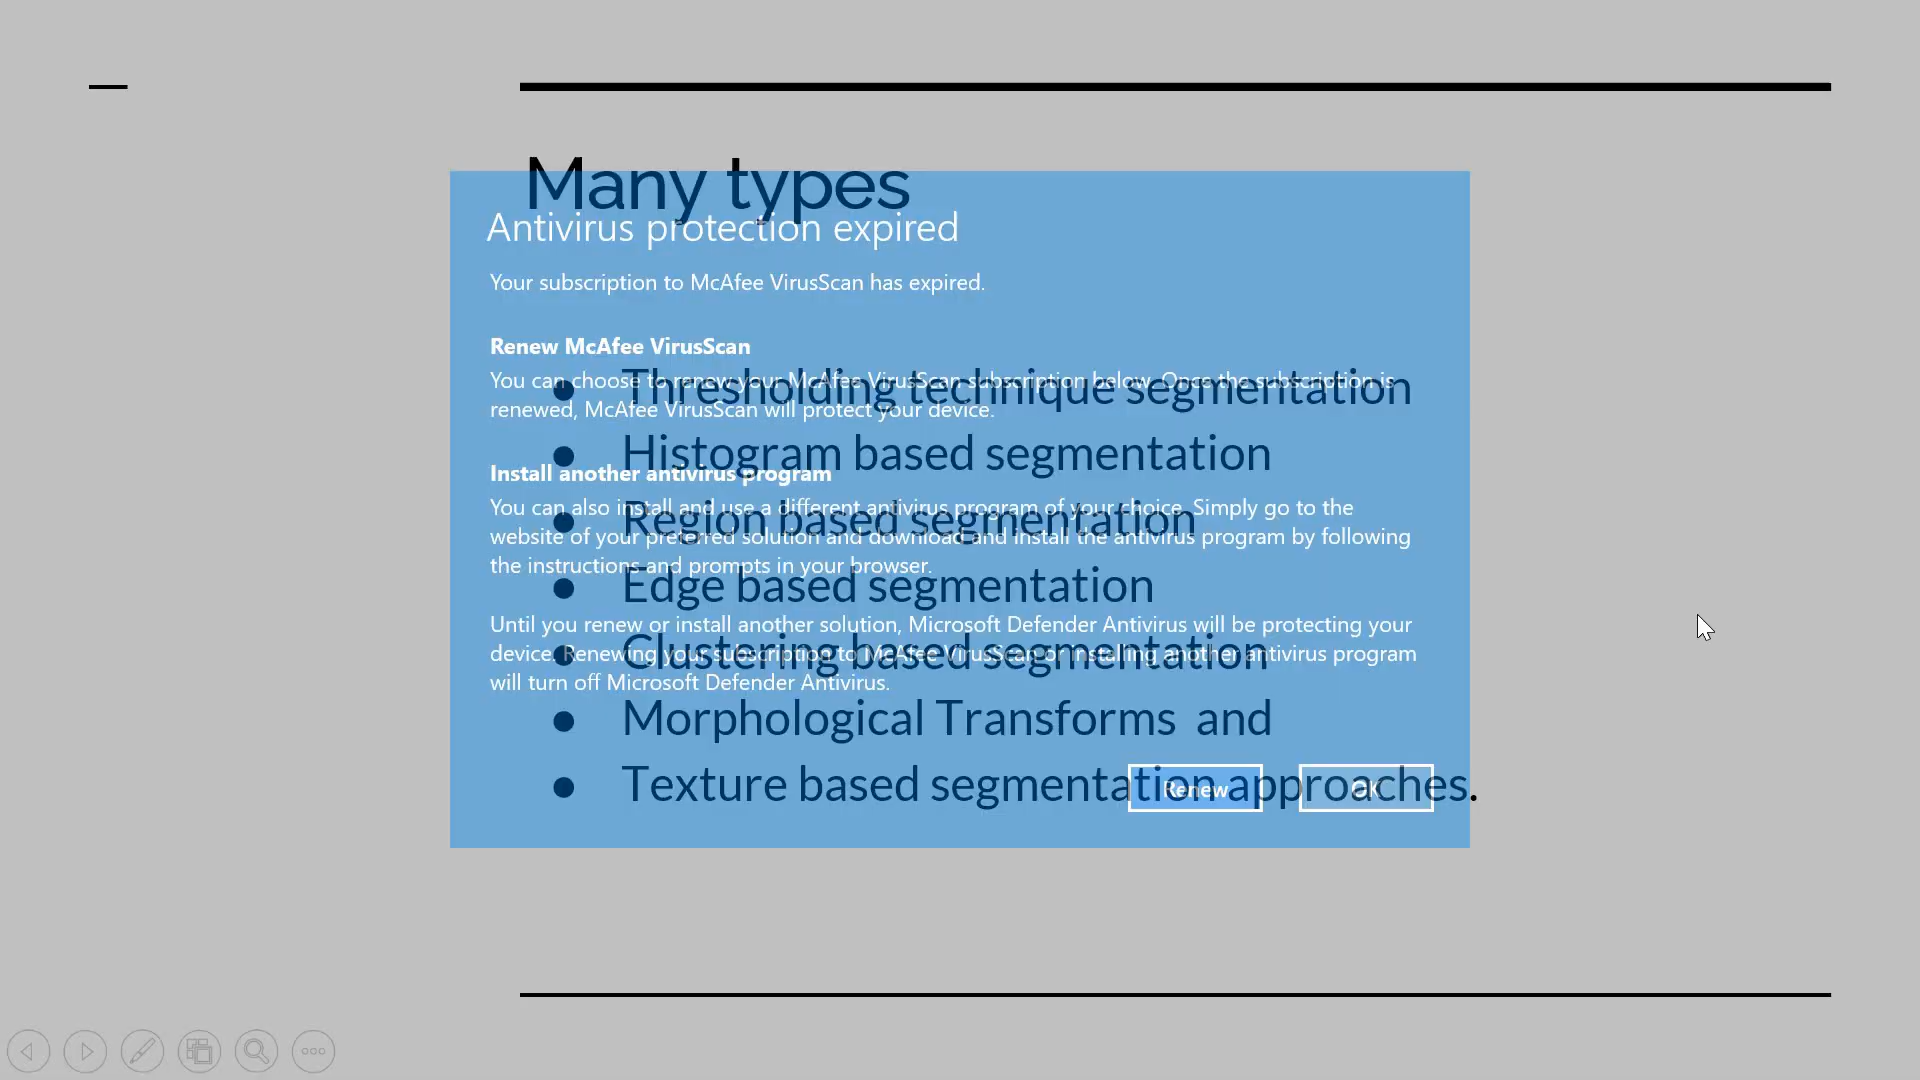 Many types
Antivirus protection expired
Your subscription to McAfee VirusScan has expired.
Renew McAfee VirusScan
You can choose to renew your McAfee VirusScan subscription below. Once the subscription is
renewed, McAfee VirusScan will protect your device.
Install another antivirus program
You can also install and use a different antivirus program of your choice. Simply go to the
website of your preferred solution and download and install the antivirus program by following
the instructions and prompts in your browser.
Until you renew or install another solution, Microsoft Defender Antivirus will be protecting your
device. Renewing your subscription to McAfee VirusScan or installing another antivirus program
will turn off Microsoft Defender Antivirus.
Renew
OK
● Thresholding technique segmentation
● Histogram based segmentation
● Region based segmentation
● Edge based segmentation
● Clustering based segmentation
● Morphological Transforms and
● Texture based segmentation approaches.